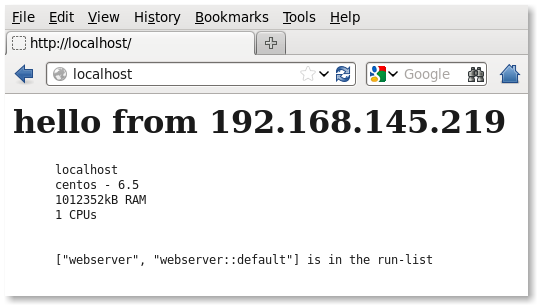 File Edit View History Bookmarks Tools Help
http://localhost/
localhost Google
hello from 192.168.145.219
localhost
centos - 6.5
1012352kB RAM
1 CPUs
["webserver", "webserver::default"] is in the run-list